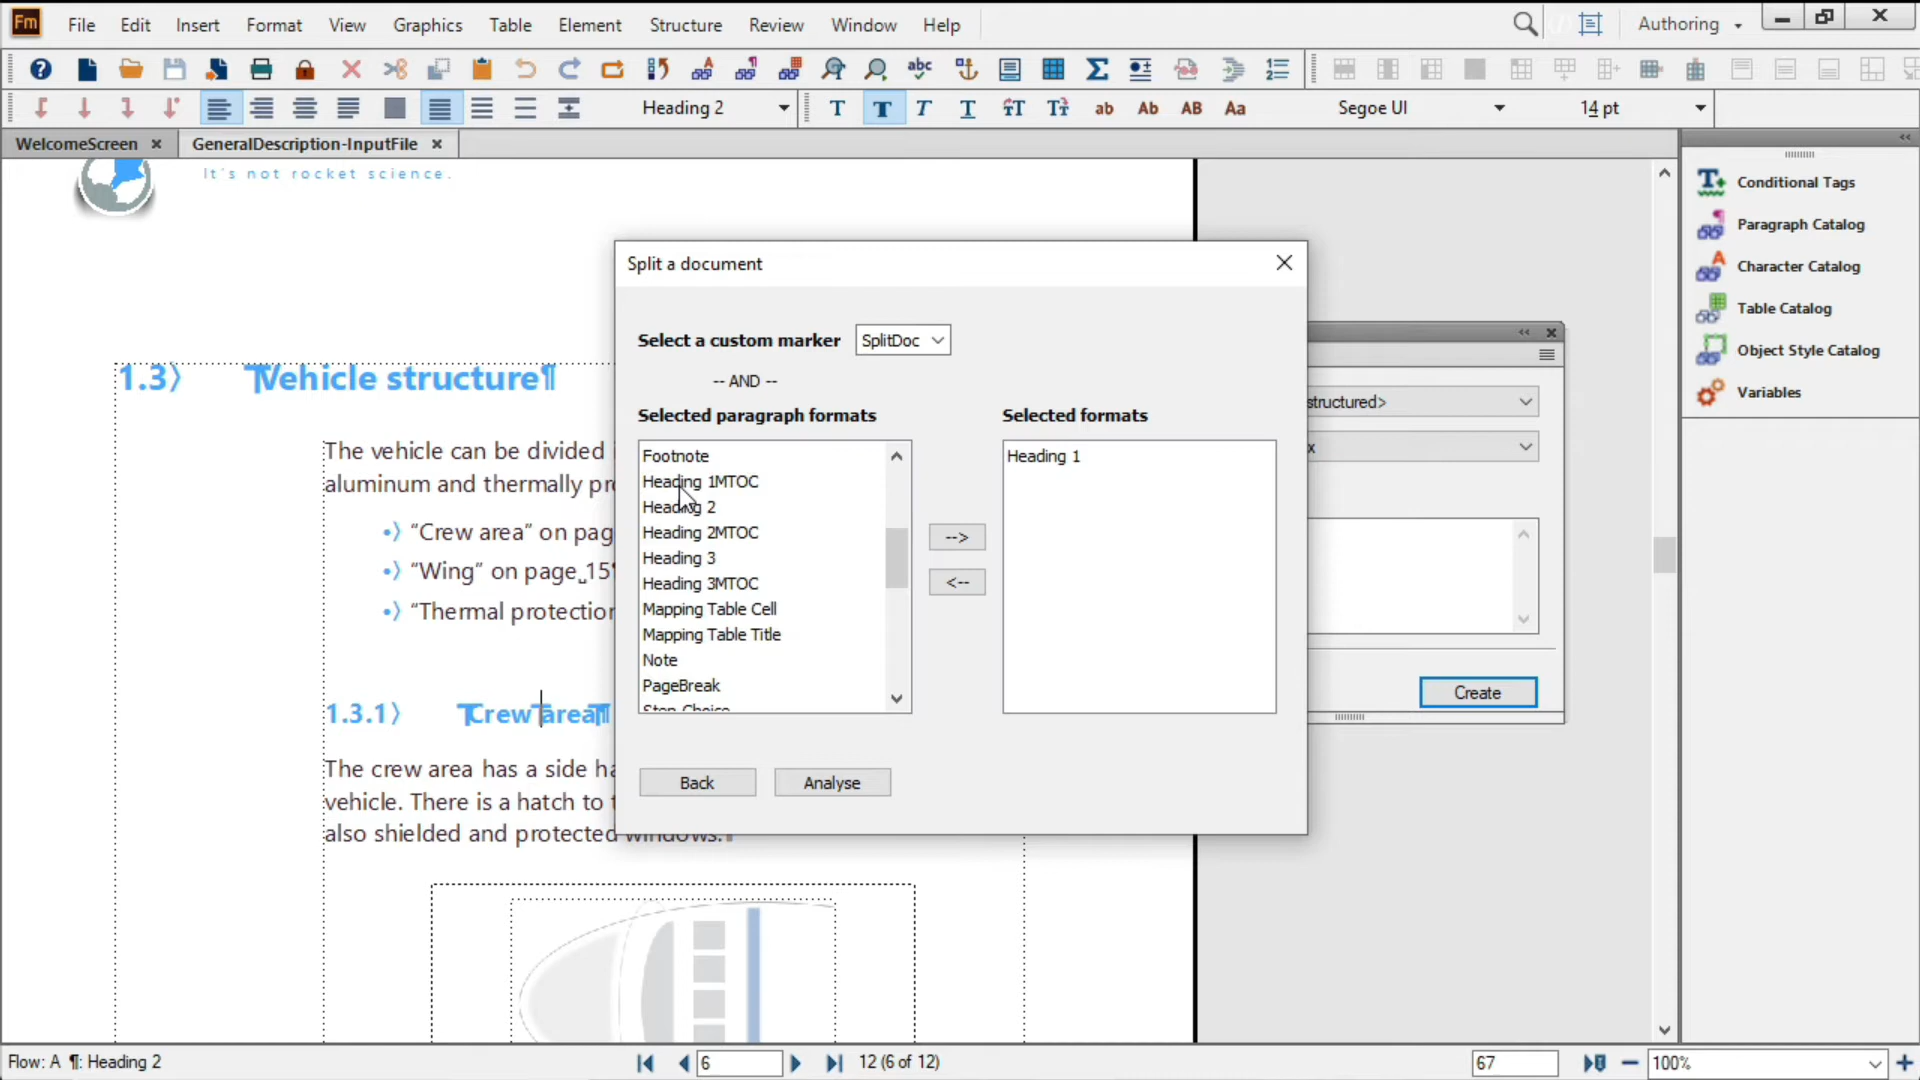 Fm File Edit Insert Format View Graphics Table Element Structure Review Window Help Authoring
Heading 2 Segoe UI 14 pt
WelcomeScreen GeneralDescription-InputFile
It's not rocket science.
1.3⟩ Vehicle structure¶
The vehicle can be divided
aluminum and thermally pr
•⟩ “Crew area” on pag
•⟩ “Wing” on page 15
•⟩ “Thermal protection
1.3.1⟩ Crew area¶
The crew area has a side ha
vehicle. There is a hatch to
also shielded and protected windows.
Split a document
Select a custom marker SplitDoc
-- AND --
Selected paragraph formats
Footnote
Heading 1MTOC
Heading 2
Heading 2MTOC
Heading 3
Heading 3MTOC
Mapping Table Cell
Mapping Table Title
Note
PageBreak
Step Choice
-->
<--
Selected formats
Heading 1
Back Analyse
structured>
x
Create
Conditional Tags
Paragraph Catalog
Character Catalog
Table Catalog
Object Style Catalog
Variables
Flow: A ¶: Heading 2 6 12 (6 of 12) 67 100%